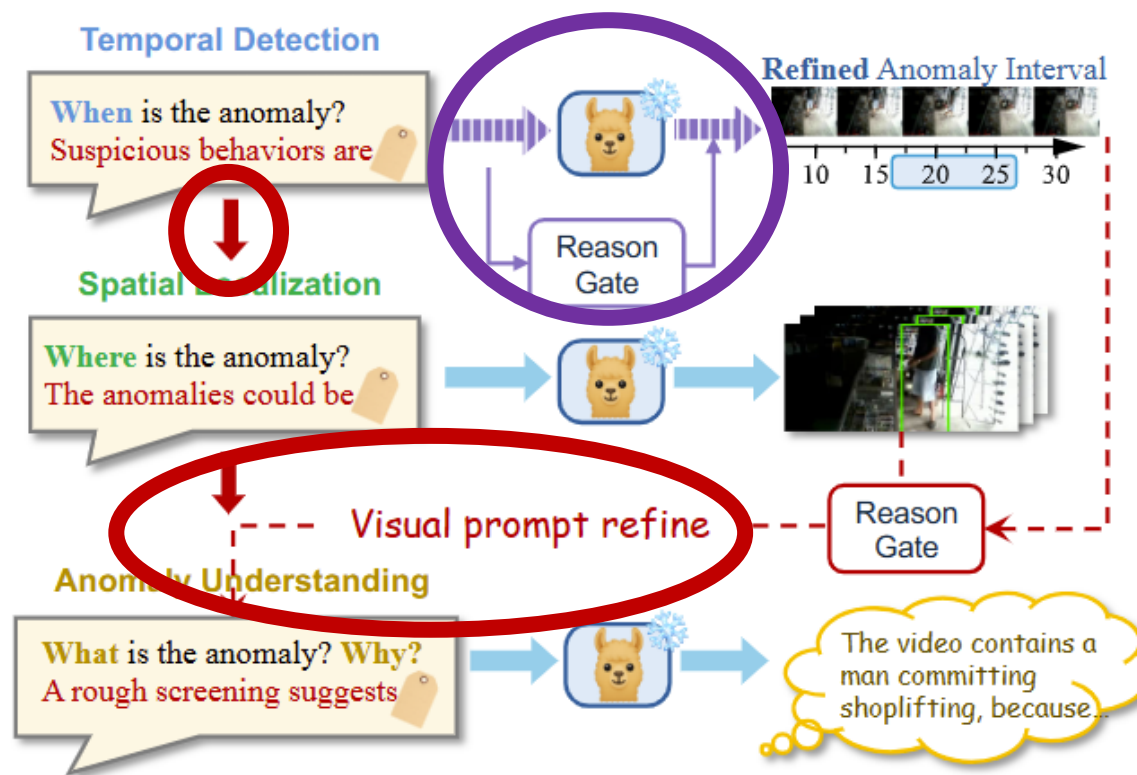 Temporal Detection
When is the anomaly?
Suspicious behaviors are
Reason
Gate
Refined Anomaly Interval
10 15 20 25 30
Spatial Localization
Where is the anomaly?
The anomalies could be
Visual prompt refine
Reason
Gate
Anomaly Understanding
What is the anomaly? Why?
A rough screening suggests
The video contains a
man committing
shoplifting, because...